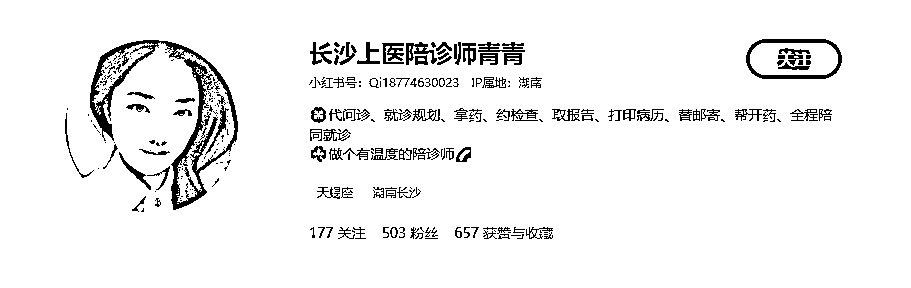 长沙上医陪诊师青青
关注
小红书号：Qi18774630023 IP属地：湖南
代问诊、就诊规划、拿药、约检查、取报告、打印病历、替邮寄、帮开药、全程陪
同就诊
做个有温度的陪诊师
天蝎座 湖南长沙
177 关注 503 粉丝 657 获赞与收藏